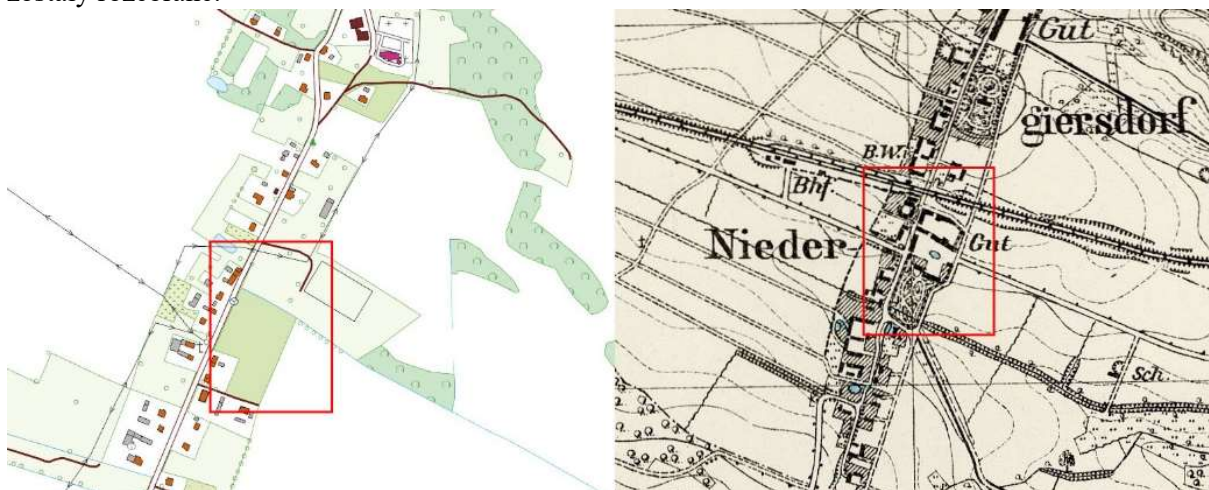 Gut
giersdorf
B.W.
Bhf.
Nieder-
Gut
Sch.